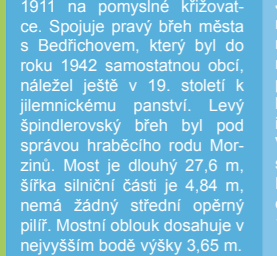 1911 na pomyslné křižovat-
ce. Spojuje pravý břeh města
s Bedřichovem, který byl do
roku 1942 samostatnou obcí,
náležel ještě v 19. století k
jilemnickému panství. Levý
špindlerovský břeh byl pod
správou hraběcího rodu Mor-
zinů. Most je dlouhý 27,6 m,
šířka silniční části je 4,84 m,
nemá žádný střední opěrný
pilíř. Mostní oblouk dosahuje v
nejvyšším bodě výšky 3,65 m.